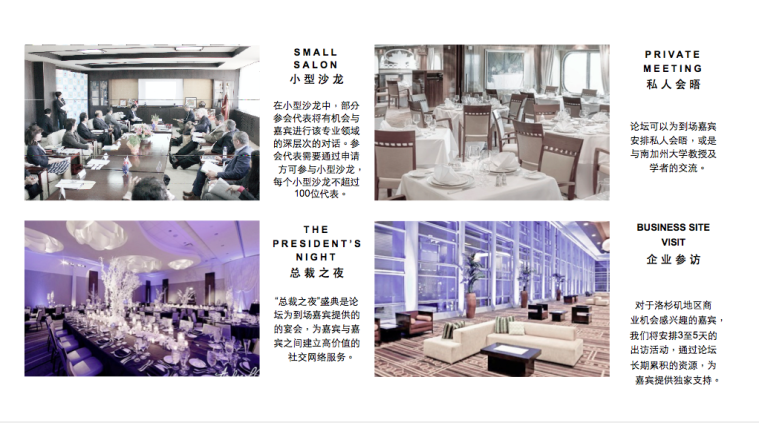 SMALL
SALON
小型沙龙
在小型沙龙中，部分
参会代表将有机会与
嘉宾进行该专业领域
的深层次的对话。参
会代表需要通过申请
方可参与小型沙龙，
每个小型沙龙不超过
100位代表。
PRIVATE
MEETING
私人会晤
论坛可以为到场嘉宾
安排私人会晤，或是
与南加州大学教授及
学者的交流。
THE
PRESIDENT'S
NIGHT
总裁之夜
“总裁之夜”盛典是论
坛为到场嘉宾提供的
的宴会，为嘉宾与嘉
宾之间建立高价值的
社交网络服务。
BUSINESS SITE
VISIT
企业参访
对于洛杉矶地区商
业机会感兴趣的嘉宾，
我们将安排3至5天的
出访活动，通过论坛
长期累积的资源，为
嘉宾提供独家支持。